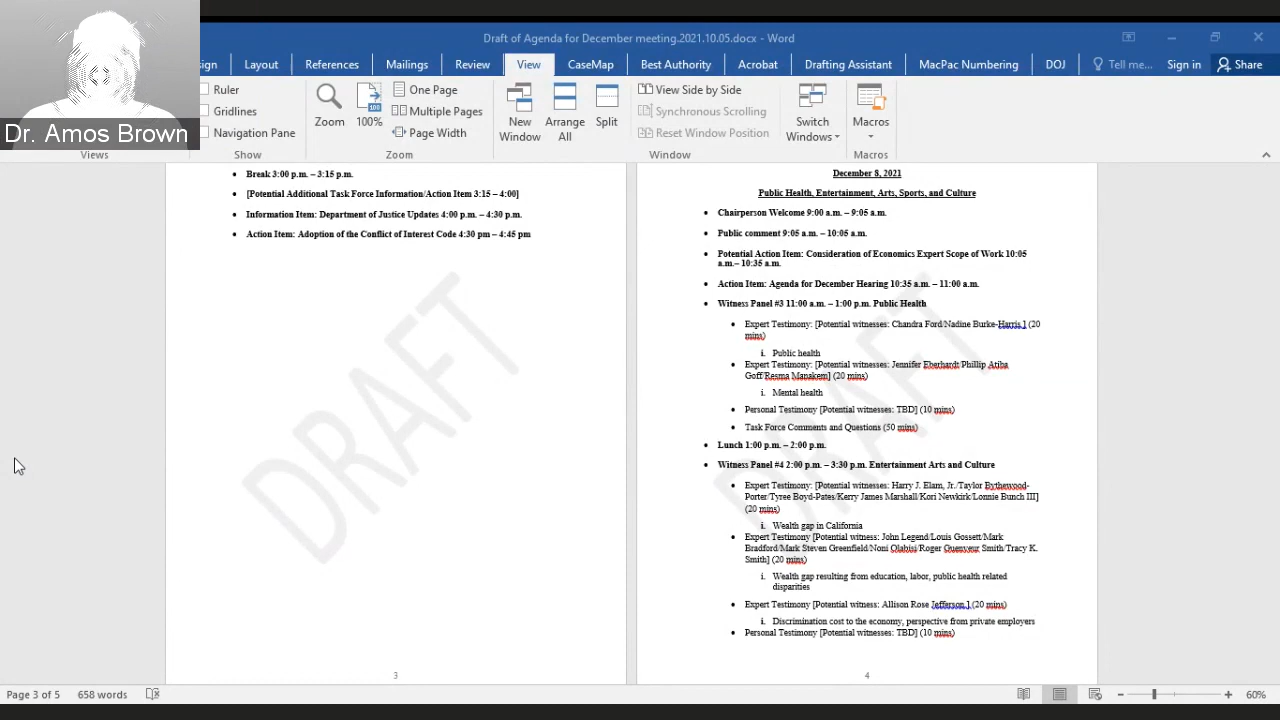 Draft of Agenda for December meeting.2021.10.05.docx - Word
sign Layout References Mailings Review View CaseMap Best Authority Acrobat Drafting Assistant MacPac Numbering DOJ Tell me... Sign in Share
Dr. Amos Brown
Ruler
Gridlines
Navigation Pane
Show
Views
Zoom
100%
One Page
Multiple Pages
Page Width
Zoom
New
Window
Arrange
All
Split
View Side by Side
Synchronous Scrolling
Reset Window Position
Window
Switch
Windows
Macros
Macros
• Break 3:00 p.m. – 3:15 p.m.
• [Potential Additional Task Force Information/Action Item 3:15 – 4:00]
• Information Item: Department of Justice Updates 4:00 p.m. – 4:30 p.m.
• Action Item: Adoption of the Conflict of Interest Code 4:30 pm – 4:45 pm
DRAFT
3
December 8, 2021
Public Health, Entertainment, Arts, Sports, and Culture
• Chairperson Welcome 9:00 a.m. – 9:05 a.m.
• Public comment 9:05 a.m. – 10:05 a.m.
• Potential Action Item: Consideration of Economics Expert Scope of Work 10:05
a.m.– 10:35 a.m.
• Action Item: Agenda for December Hearing 10:35 a.m. – 11:00 a.m.
• Witness Panel #3 11:00 a.m. – 1:00 p.m. Public Health
• Expert Testimony: [Potential witnesses: Chandra Ford/Nadine Burke-Harris ] (20
mins)
i. Public health
• Expert Testimony: [Potential witnesses: Jennifer Eberhardt/Phillip Atiba
Goff/Resma Manakem] (20 mins)
i. Mental health
• Personal Testimony [Potential witnesses: TBD] (10 mins)
• Task Force Comments and Questions (50 mins)
• Lunch 1:00 p.m. – 2:00 p.m.
• Witness Panel #4 2:00 p.m. – 3:30 p.m. Entertainment Arts and Culture
• Expert Testimony: [Potential witnesses: Harry J. Elam, Jr./Taylor Bythewood-
Porter/Tyree Boyd-Pates/Kerry James Marshall/Kori Newkirk/Lonnie Bunch III]
(20 mins)
i. Wealth gap in California
• Expert Testimony [Potential witness: John Legend/Louis Gossett/Mark
Bradford/Mark Steven Greenfield/Noni Olabisi/Roger Guenveur Smith/Tracy K.
Smith] (20 mins)
i. Wealth gap resulting from education, labor, public health related
disparities
• Expert Testimony [Potential witness: Allison Rose Jefferson ] (20 mins)
i. Discrimination cost to the economy, perspective from private employers
• Personal Testimony [Potential witnesses: TBD] (10 mins)
DRAFT
4
Page 3 of 5 658 words
60%